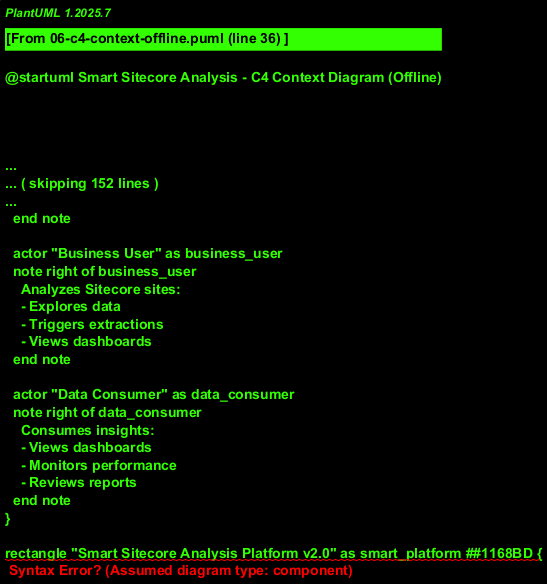 PlantUML 1.2025.7
[From 06-c4-context-offline.puml (line 36) ]
@startuml Smart Sitecore Analysis - C4 Context Diagram (Offline)
...
... ( skipping 152 lines )
...
end note
actor "Business User" as business_user
note right of business_user
Analyzes Sitecore sites:
- Explores data
- Triggers extractions
- Views dashboards
end note
actor "Data Consumer" as data_consumer
note right of data_consumer
Consumes insights:
- Views dashboards
- Monitors performance
- Reviews reports
end note
}
rectangle "Smart Sitecore Analysis Platform v2.0" as smart_platform ##1168BD {
Syntax Error? (Assumed diagram type: component)